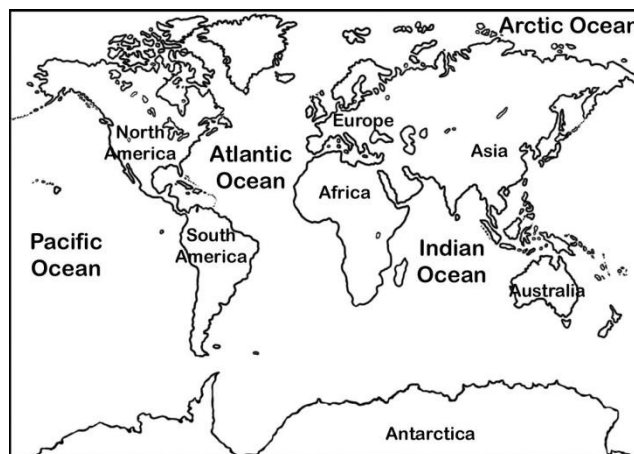 Arctic Ocean
North
America
Atlantic
Ocean
Europe
Asia
Africa
Pacific
Ocean
South
America
Indian
Ocean
Australia
Antarctica